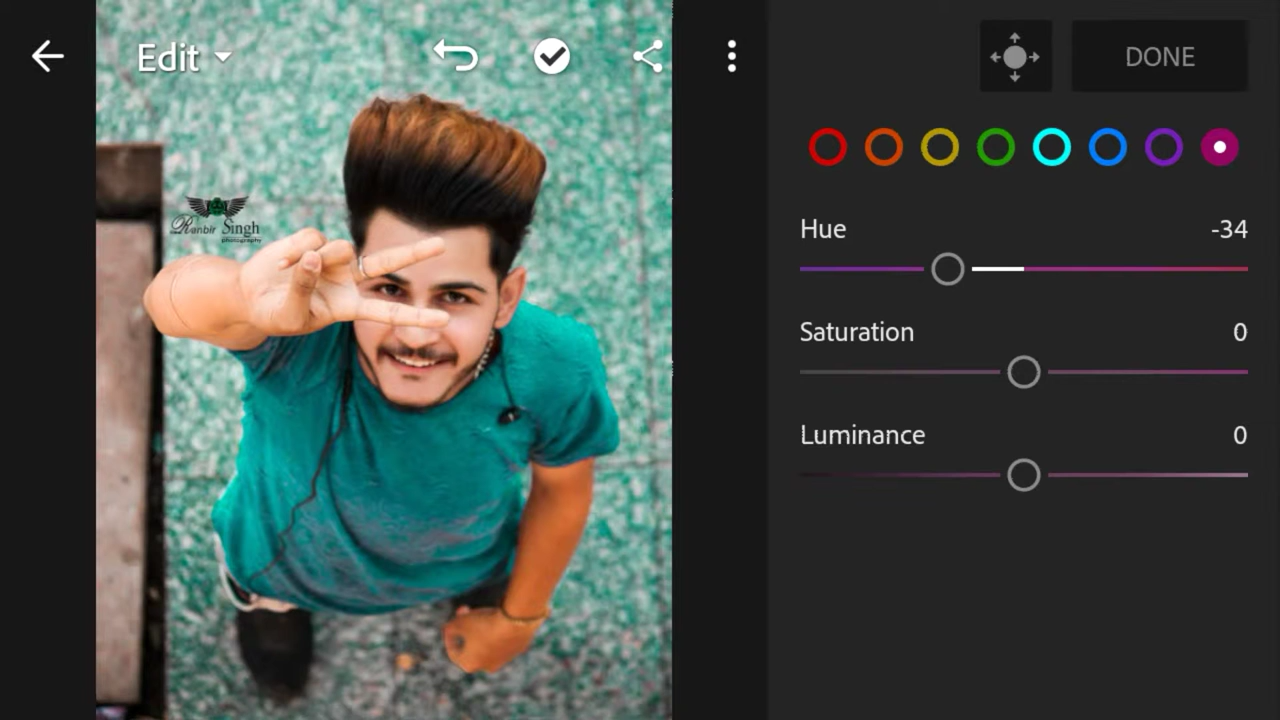 Edit
DONE
Hue -34
Saturation 0
Luminance 0
Ranbir Singh
photography